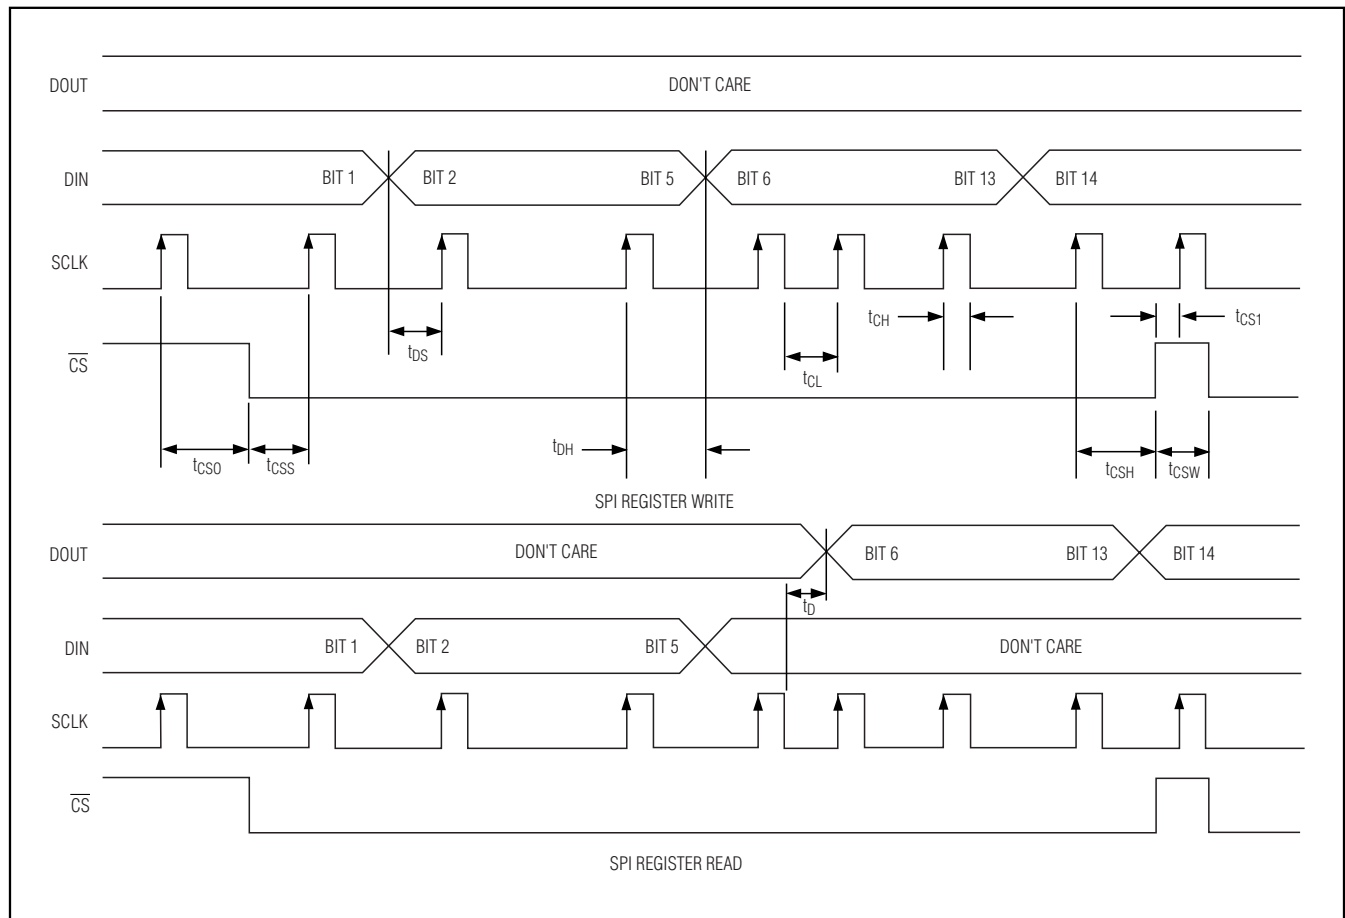 DOUT DON'T CARE
DIN BIT 1 BIT 2 BIT 5 BIT 6 BIT 13 BIT 14
SCLK
tCH tCS1
tDS
CS
tCL
tDH
tCSO tCSS tCSH tCSW
SPI REGISTER WRITE
DOUT DON'T CARE BIT 6 BIT 13 BIT 14
tD
DIN BIT 1 BIT 2 BIT 5 DON'T CARE
SCLK
CS
SPI REGISTER READ